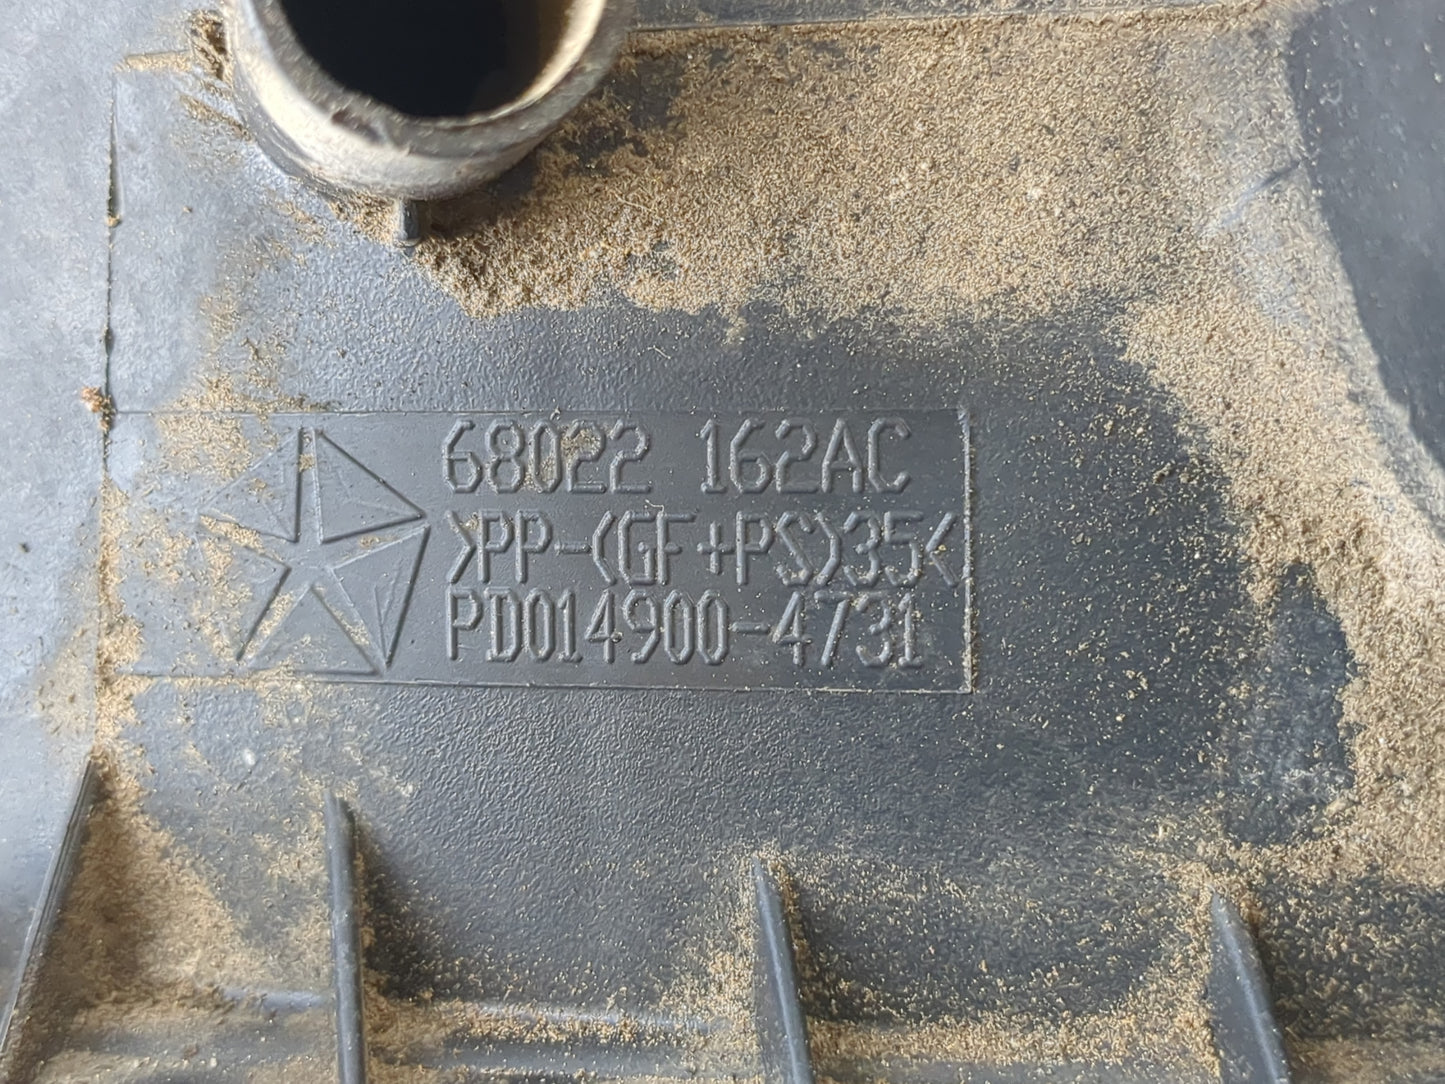 68022 162AC
>PP-(GF+PS)35<
PD014900-4731